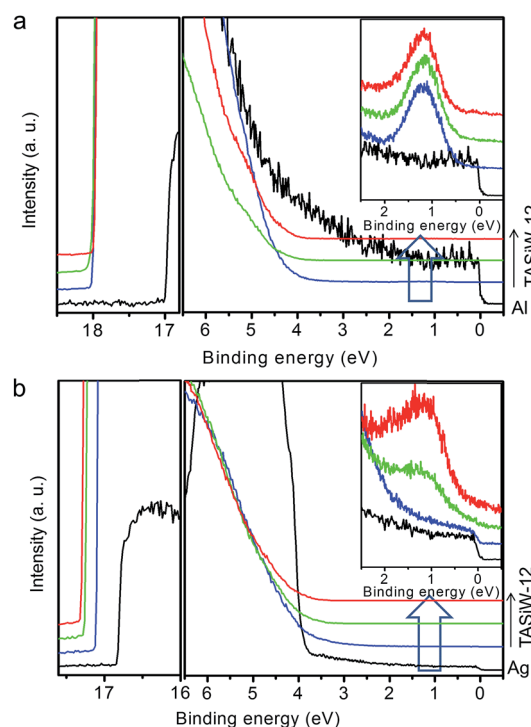 a
Intensity (a. u.)
2 1 0
Binding energy (eV)
TASiW-12
Al
18 17 6 5 4 3 2 1 0
Binding energy (eV)
b
Intensity (a. u.)
2 1 0
Binding energy (eV)
TASiW-12
Ag
17 16 6 5 4 3 2 1 0
Binding energy (eV)